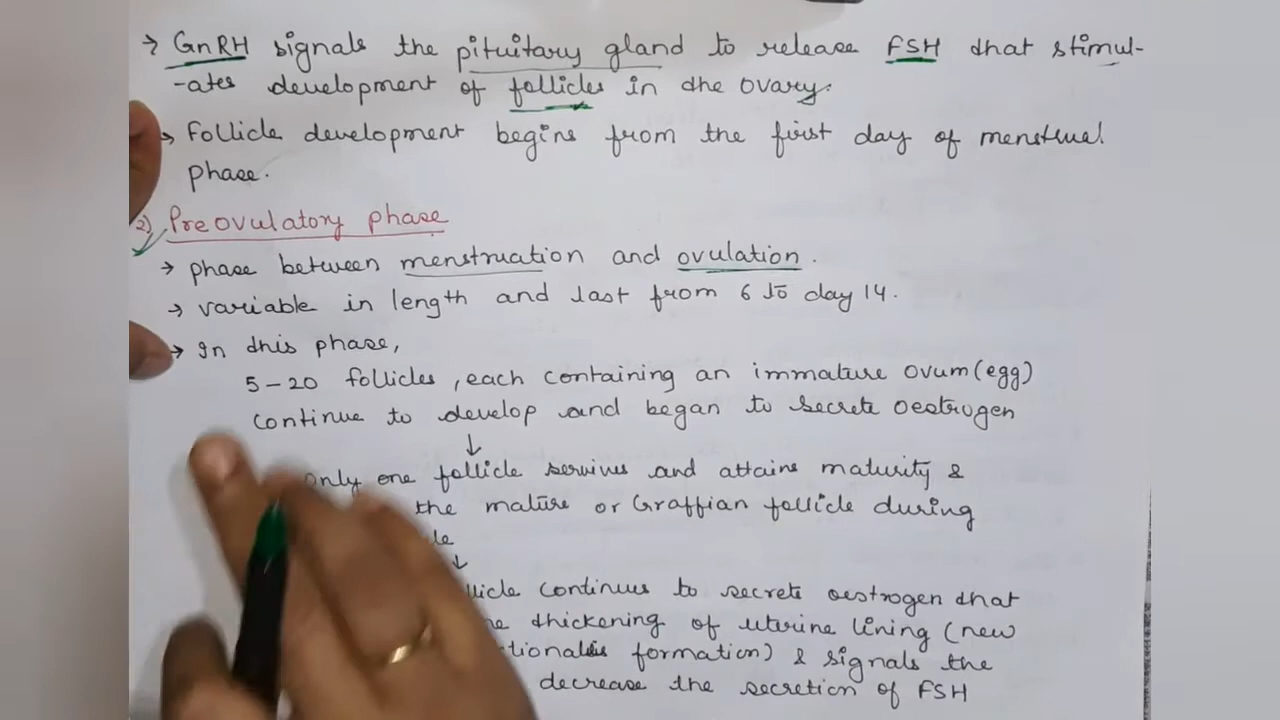 → GnRH signals the pituitary gland to release FSH that stimul-
-ates development of follicles in the ovary.
→ Follicle development begins from the first day of menstrual
phase.
2) Preovulatory phase
→ phase between menstruation and ovulation.
→ variable in length and last from 6 to day 14.
→ In this phase,
5-20 follicles, each containing an immature ovum (egg)
continue to develop and began to secrete oestrogen
↓
only one follicle and attains maturity &
the mature or Graffian follicle during
↓
continues to secrete oestrogen that
thickening of uterine lining (new
formation) & signals the
decrease the secretion of FSH